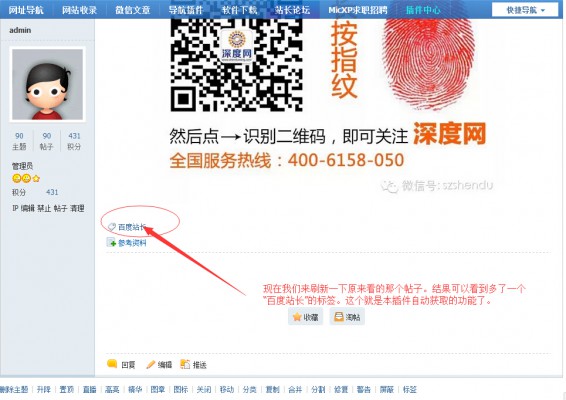 网址导航 网站收录 微信文章 导航插件 软件下载 站长论坛 MicXP求职招聘 插件中心 快捷导航
admin
90 90 431
主题 帖子 积分
管理员
积分 431
IP 编辑 禁止 帖子 清理
深度网
按指纹
然后点→识别二维码，即可关注 深度网
全国服务热线：400-6158-050
微信号: szshendu
百度站长
参考资料
现在我们来刷新一下原来看的那个帖子。结果可以看到多了一个
“百度站长”的标签。这个就是本插件自动获取的功能了。
收藏 淘帖
回复 编辑 推送
删除主题 升降 置顶 直播 高亮 精华 图章 图标 关闭 移动 分类 复制 合并 分割 修复 警告 屏蔽 标签